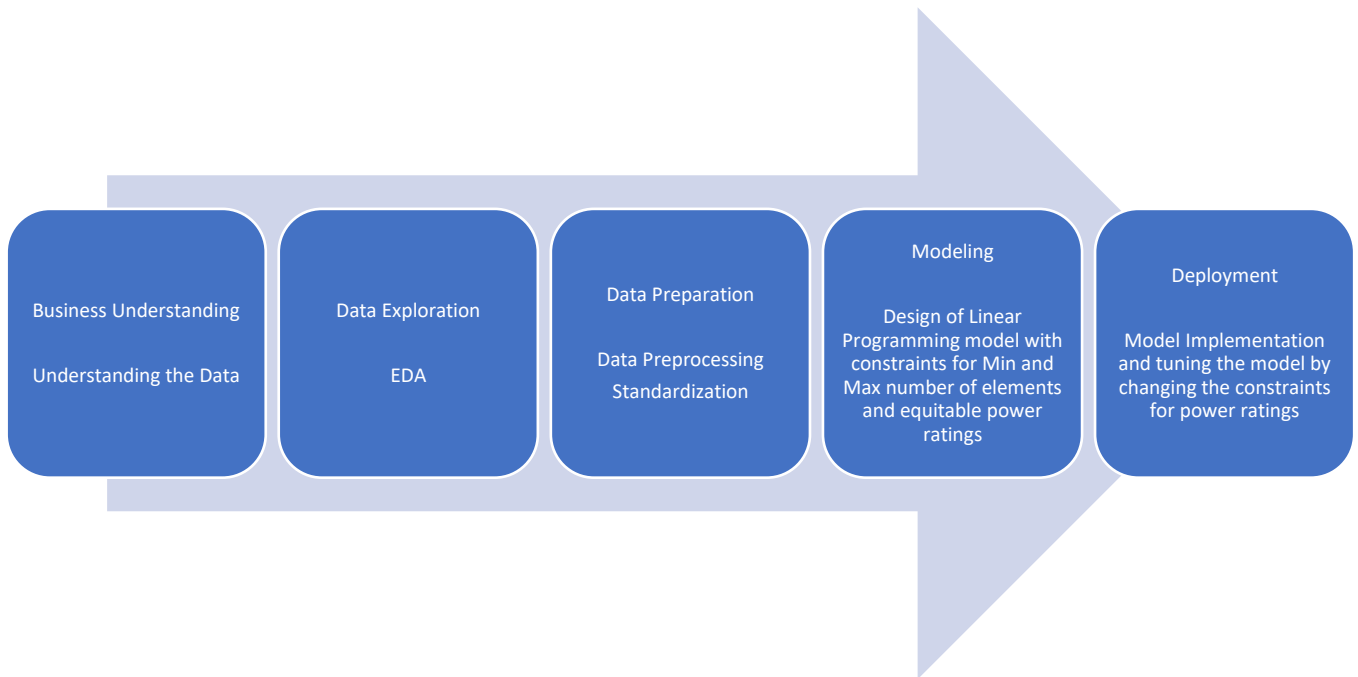 Business Understanding
Understanding the Data
Data Exploration
EDA
Data Preparation
Data Preprocessing
Standardization
Modeling
Design of Linear
Programming model with
constraints for Min and
Max number of elements
and equitable power
ratings
Deployment
Model Implementation
and tuning the model by
changing the constraints
for power ratings